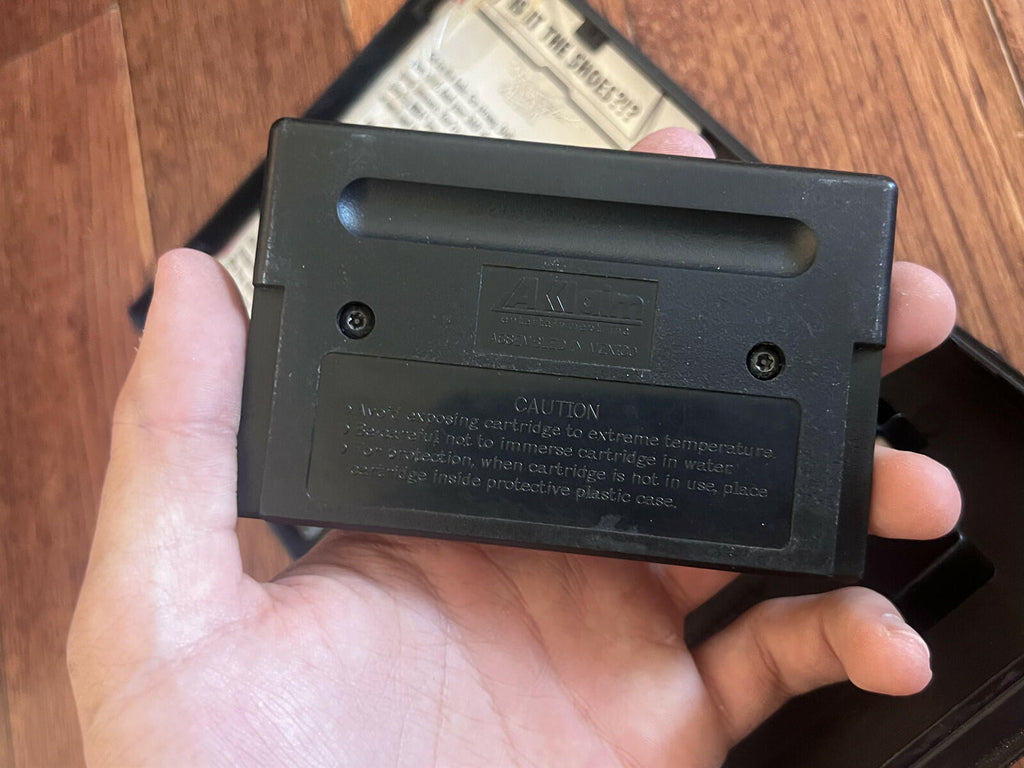 IS IT THE SHOES?!?
AKklaim
entertainment, inc.
ASSEMBLED IN MEXICO
CAUTION
› Avoid exposing cartridge to extreme temperature.
› Be careful not to immerse cartridge in water.
› For protection, when cartridge is not in use, place
cartridge inside protective plastic case.